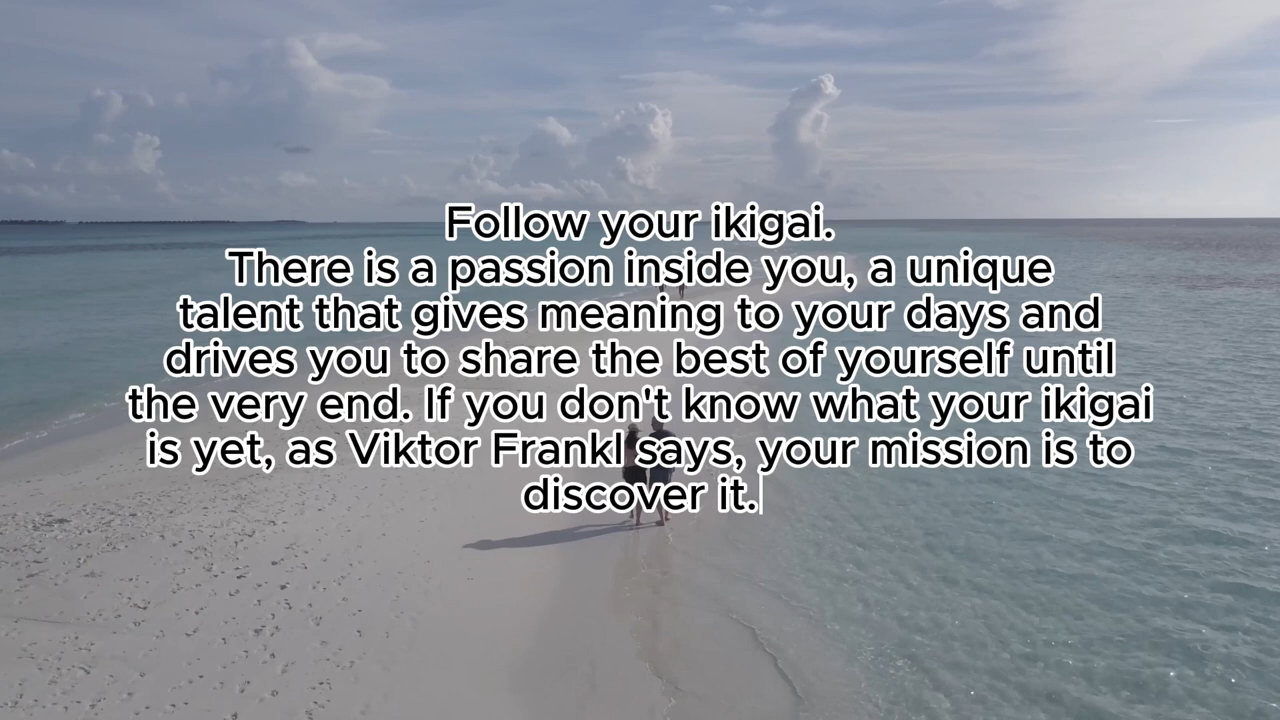 Follow your ikigai.
There is a passion inside you, a unique
talent that gives meaning to your days and
drives you to share the best of yourself until
the very end. If you don't know what your ikigai
is yet, as Viktor Frankl says, your mission is to
discover it.